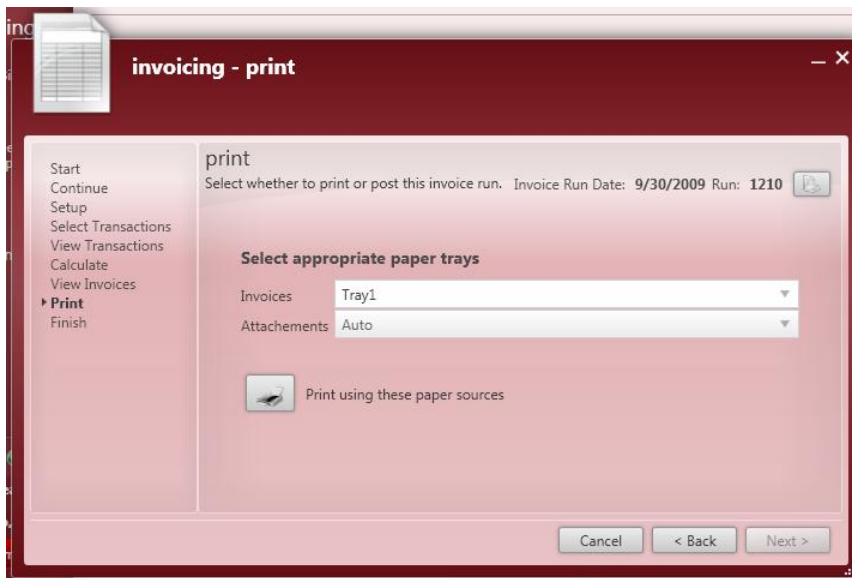 ing
invoicing - print
Start
Continue
Setup
Select Transactions
View Transactions
Calculate
View Invoices
Print
Finish
print
Select whether to print or post this invoice run. Invoice Run Date: 9/30/2009 Run: 1210
Select appropriate paper trays
Invoices Tray1
Attachements Auto
Print using these paper sources
Cancel < Back Next >